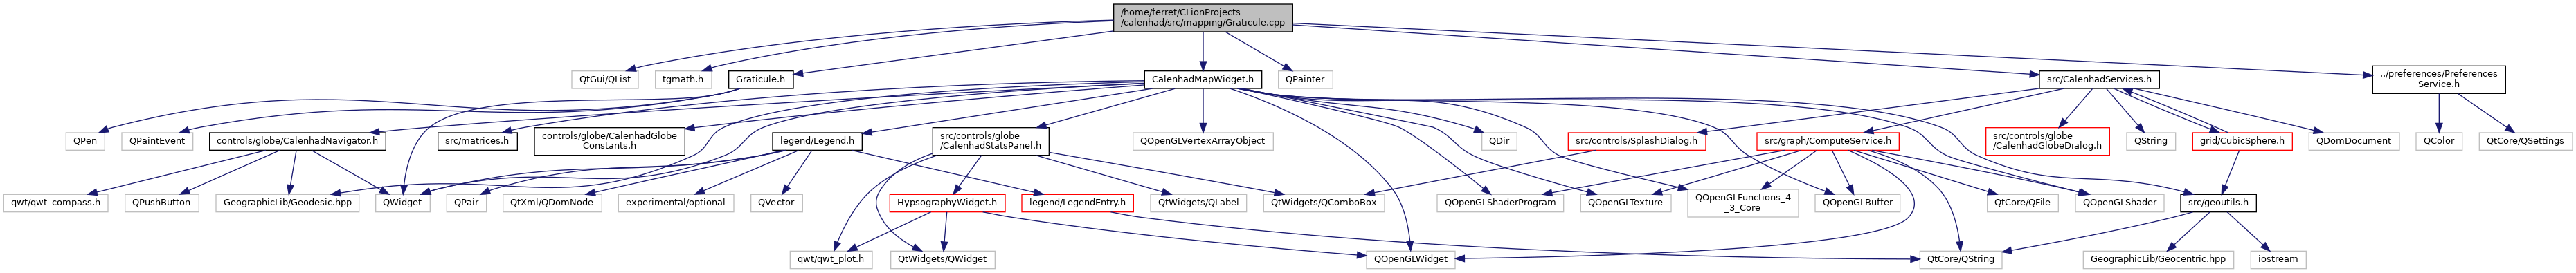 /home/ferret/CLionProjects
/calenhad/src/mapping/Graticule.cpp
QtGui/QList
tgmath.h
Graticule.h
CalenhadMapWidget.h
QPainter
src/CalenhadServices.h
../preferences/Preferences
Service.h
QPen
QPaintEvent
controls/globe/CalenhadNavigator.h
src/matrices.h
controls/globe/CalenhadGlobe
Constants.h
legend/Legend.h
src/controls/globe
/CalenhadStatsPanel.h
QOpenGLVertexArrayObject
QDir
src/controls/SplashDialog.h
src/graph/ComputeService.h
src/controls/globe
/CalenhadGlobeDialog.h
QString
grid/CubicSphere.h
QDomDocument
QColor
QtCore/QSettings
qwt/qwt_compass.h
QPushButton
GeographicLib/Geodesic.hpp
QWidget
QPair
QtXml/QDomNode
experimental/optional
QVector
HypsographyWidget.h
legend/LegendEntry.h
QtWidgets/QLabel
QtWidgets/QComboBox
QOpenGLShaderProgram
QOpenGLTexture
QOpenGLFunctions_4
_3_Core
QOpenGLBuffer
QtCore/QFile
QOpenGLShader
src/geoutils.h
qwt/qwt_plot.h
QtWidgets/QWidget
QOpenGLWidget
QtCore/QString
GeographicLib/Geocentric.hpp
iostream